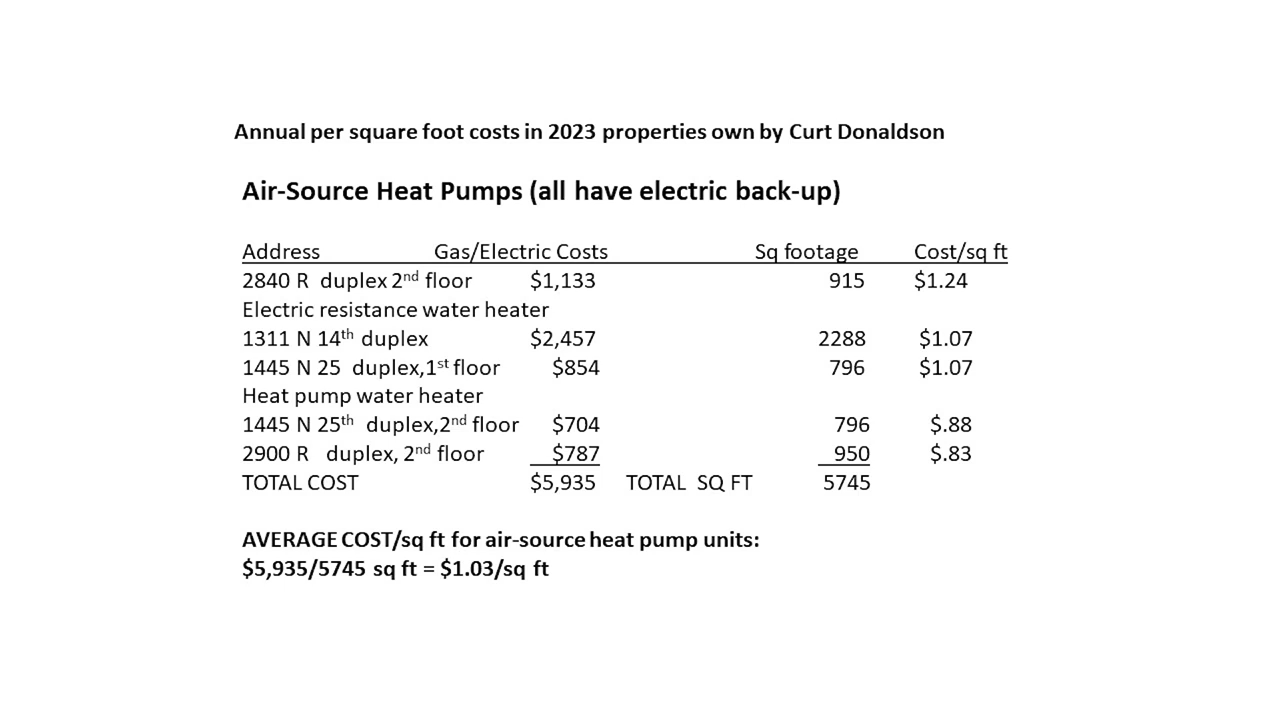 Annual per square foot costs in 2023 properties own by Curt Donaldson
Air-Source Heat Pumps (all have electric back-up)
Address Gas/Electric Costs Sq footage Cost/sq ft
2840 R duplex 2nd floor $1,133 915 $1.24
Electric resistance water heater
1311 N 14th duplex $2,457 2288 $1.07
1445 N 25 duplex,1st floor $854 796 $1.07
Heat pump water heater
1445 N 25th duplex,2nd floor $704 796 $.88
2900 R duplex, 2nd floor $787 950 $.83
TOTAL COST $5,935 TOTAL SQ FT 5745
AVERAGE COST/sq ft for air-source heat pump units:
$5,935/5745 sq ft = $1.03/sq ft